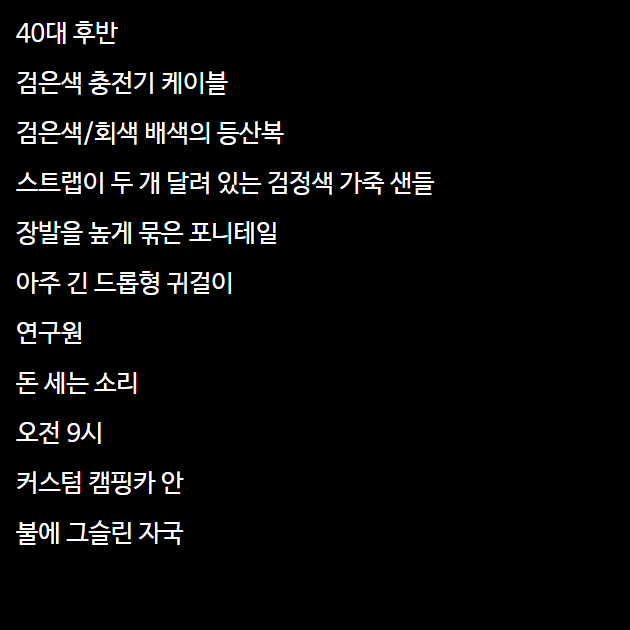 40대 후반
검은색 충전기 케이블
검은색/회색 배색의 등산복
스트랩이 두 개 달려 있는 검정색 가죽 샌들
장발을 높게 묶은 포니테일
아주 긴 드롭형 귀걸이
연구원
돈 세는 소리
오전 9시
커스텀 캠핑카 안
불에 그슬린 자국